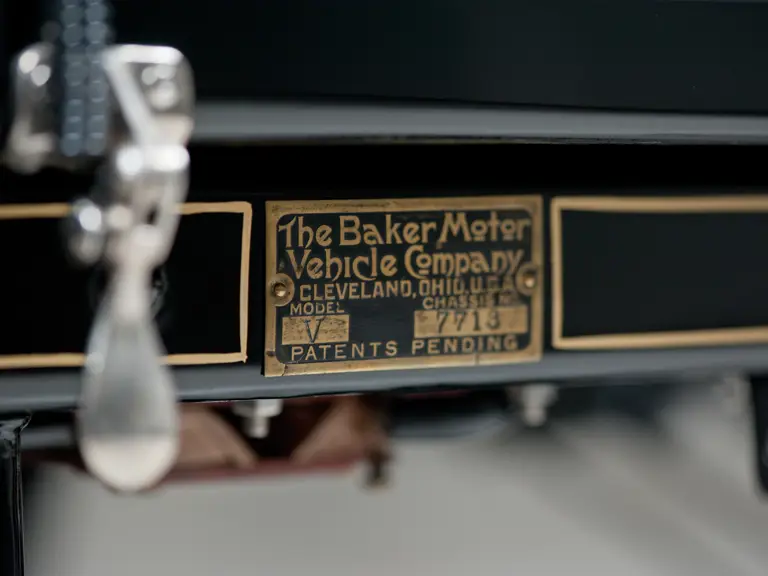 The Baker Motor
Vehicle Company
CLEVELAND, OHIO, U.S.A.
MODEL CHASSIS No
V 7713
PATENTS PENDING